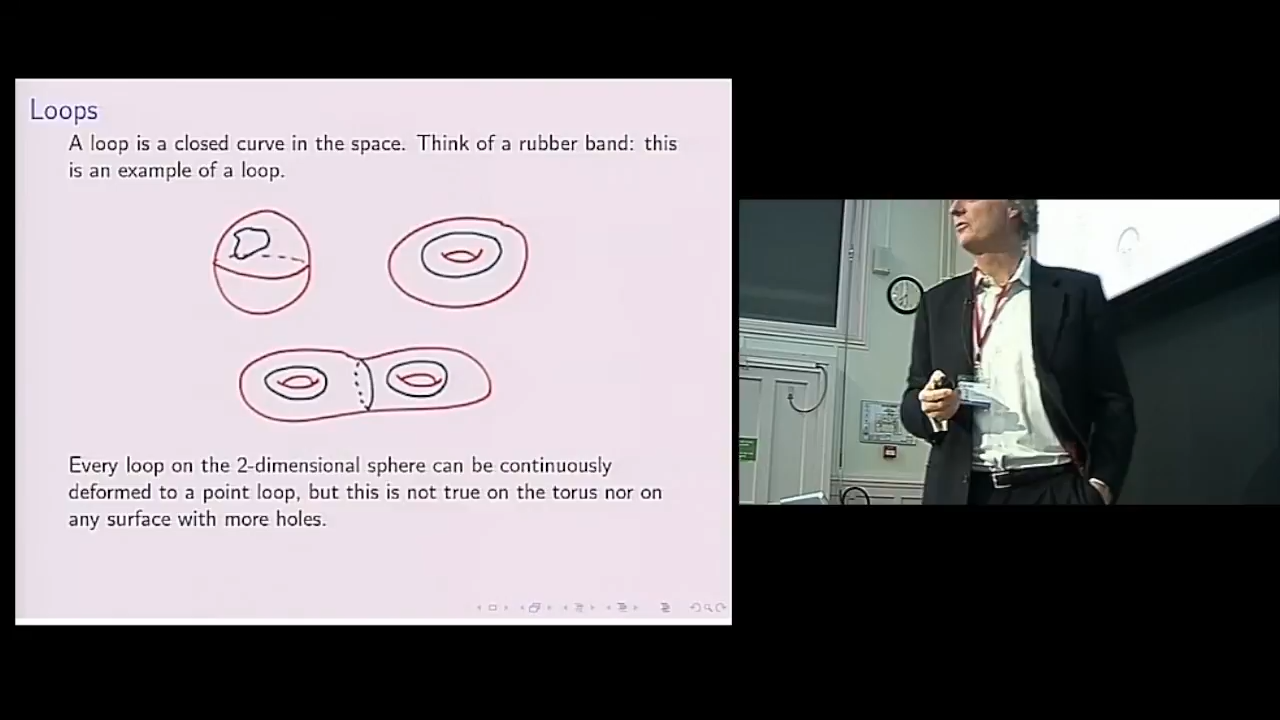 Loops
A loop is a closed curve in the space. Think of a rubber band: this
is an example of a loop.
Every loop on the 2-dimensional sphere can be continuously
deformed to a point loop, but this is not true on the torus nor on
any surface with more holes.